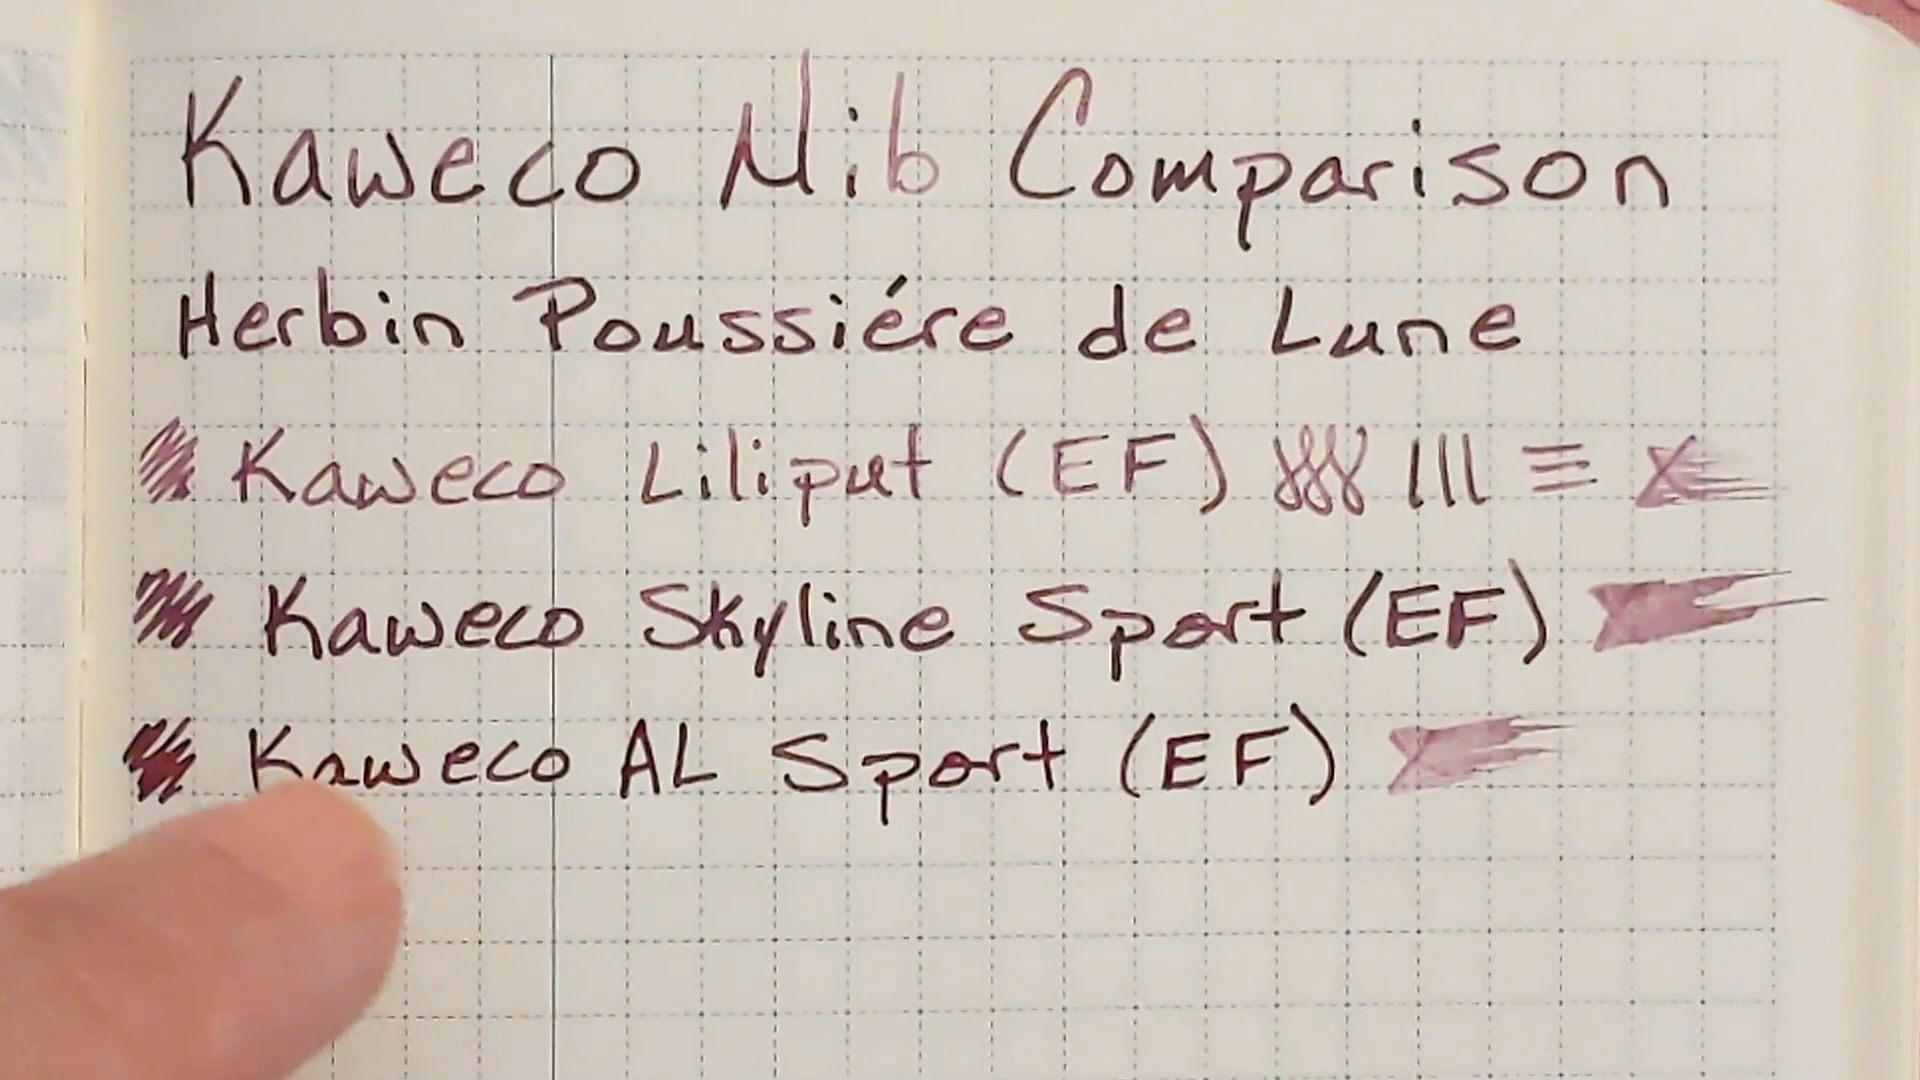 Kaweco Nib Comparison
Herbin Poussiére de Lune
Kaweco Liliput (EF)
Kaweco Skyline Sport (EF)
Kaweco AL Sport (EF)